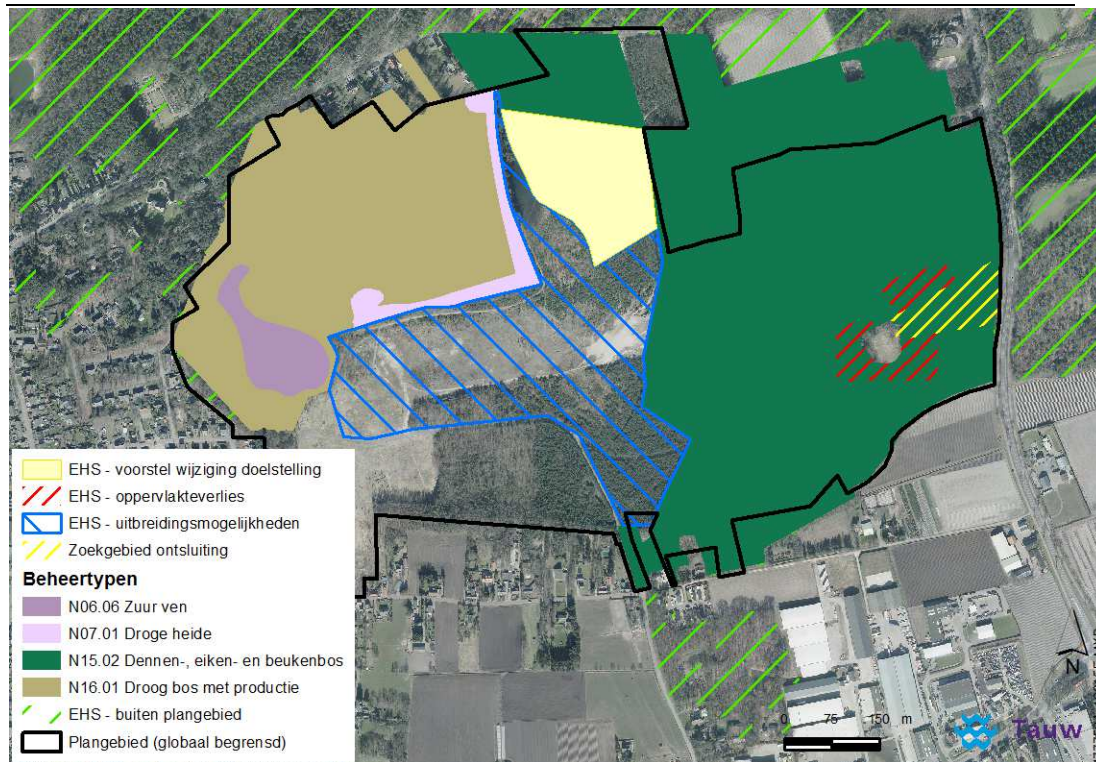 EHS - voorstel wijziging doelstelling
EHS - oppervlakteverlies
EHS - uitbreidingsmogelijkheden
Zoekgebied ontsluiting
Beheertypen
N06.06 Zuur ven
N07.01 Droge heide
N15.02 Dennen-, eiken- en beukenbos
N16.01 Droog bos met productie
EHS - buiten plangebied
Plangebied (globaal begrensd)
N
0 75 150 m
Tauw